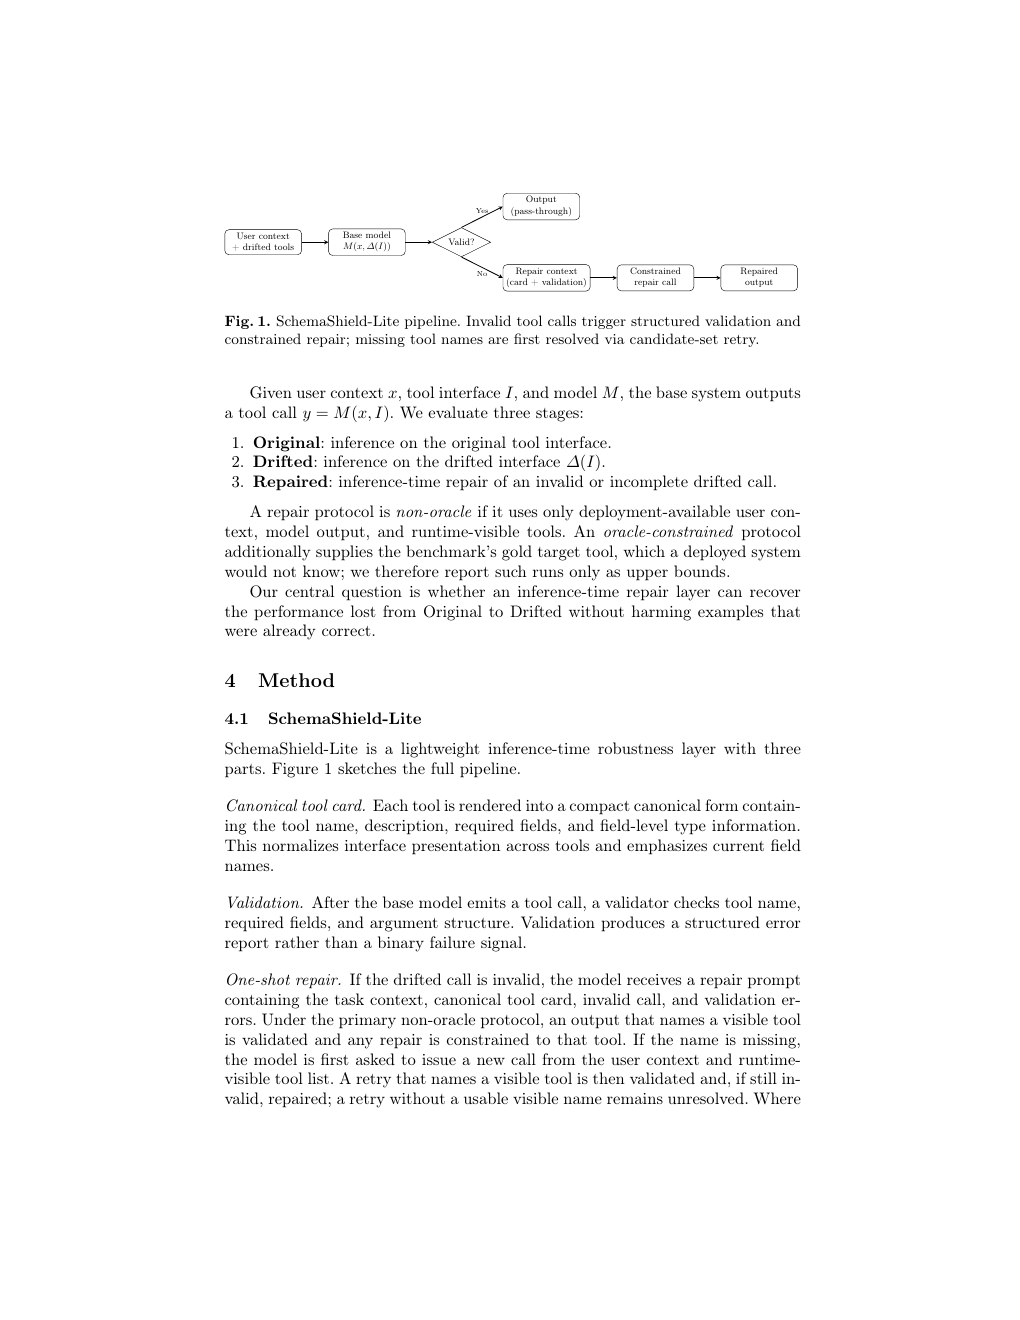 Output
(pass-through)
Yes
User context
+ drifted tools
Base model
M(x, Δ(I))
Valid?
No
Repair context
(card + validation)
Constrained
repair call
Repaired
output
Fig. 1. SchemaShield-Lite pipeline. Invalid tool calls trigger structured validation and
constrained repair; missing tool names are first resolved via candidate-set retry.
Given user context x, tool interface I, and model M, the base system outputs
a tool call y = M(x, I). We evaluate three stages:
1. Original: inference on the original tool interface.
2. Drifted: inference on the drifted interface Δ(I).
3. Repaired: inference-time repair of an invalid or incomplete drifted call.
A repair protocol is non-oracle if it uses only deployment-available user con-
text, model output, and runtime-visible tools. An oracle-constrained protocol
additionally supplies the benchmark's gold target tool, which a deployed system
would not know; we therefore report such runs only as upper bounds.
Our central question is whether an inference-time repair layer can recover
the performance lost from Original to Drifted without harming examples that
were already correct.
4 Method
4.1 SchemaShield-Lite
SchemaShield-Lite is a lightweight inference-time robustness layer with three
parts. Figure 1 sketches the full pipeline.
Canonical tool card. Each tool is rendered into a compact canonical form contain-
ing the tool name, description, required fields, and field-level type information.
This normalizes interface presentation across tools and emphasizes current field
names.
Validation. After the base model emits a tool call, a validator checks tool name,
required fields, and argument structure. Validation produces a structured error
report rather than a binary failure signal.
One-shot repair. If the drifted call is invalid, the model receives a repair prompt
containing the task context, canonical tool card, invalid call, and validation er-
rors. Under the primary non-oracle protocol, an output that names a visible tool
is validated and any repair is constrained to that tool. If the name is missing,
the model is first asked to issue a new call from the user context and runtime-
visible tool list. A retry that names a visible tool is then validated and, if still in-
valid, repaired; a retry without a usable visible name remains unresolved. Where